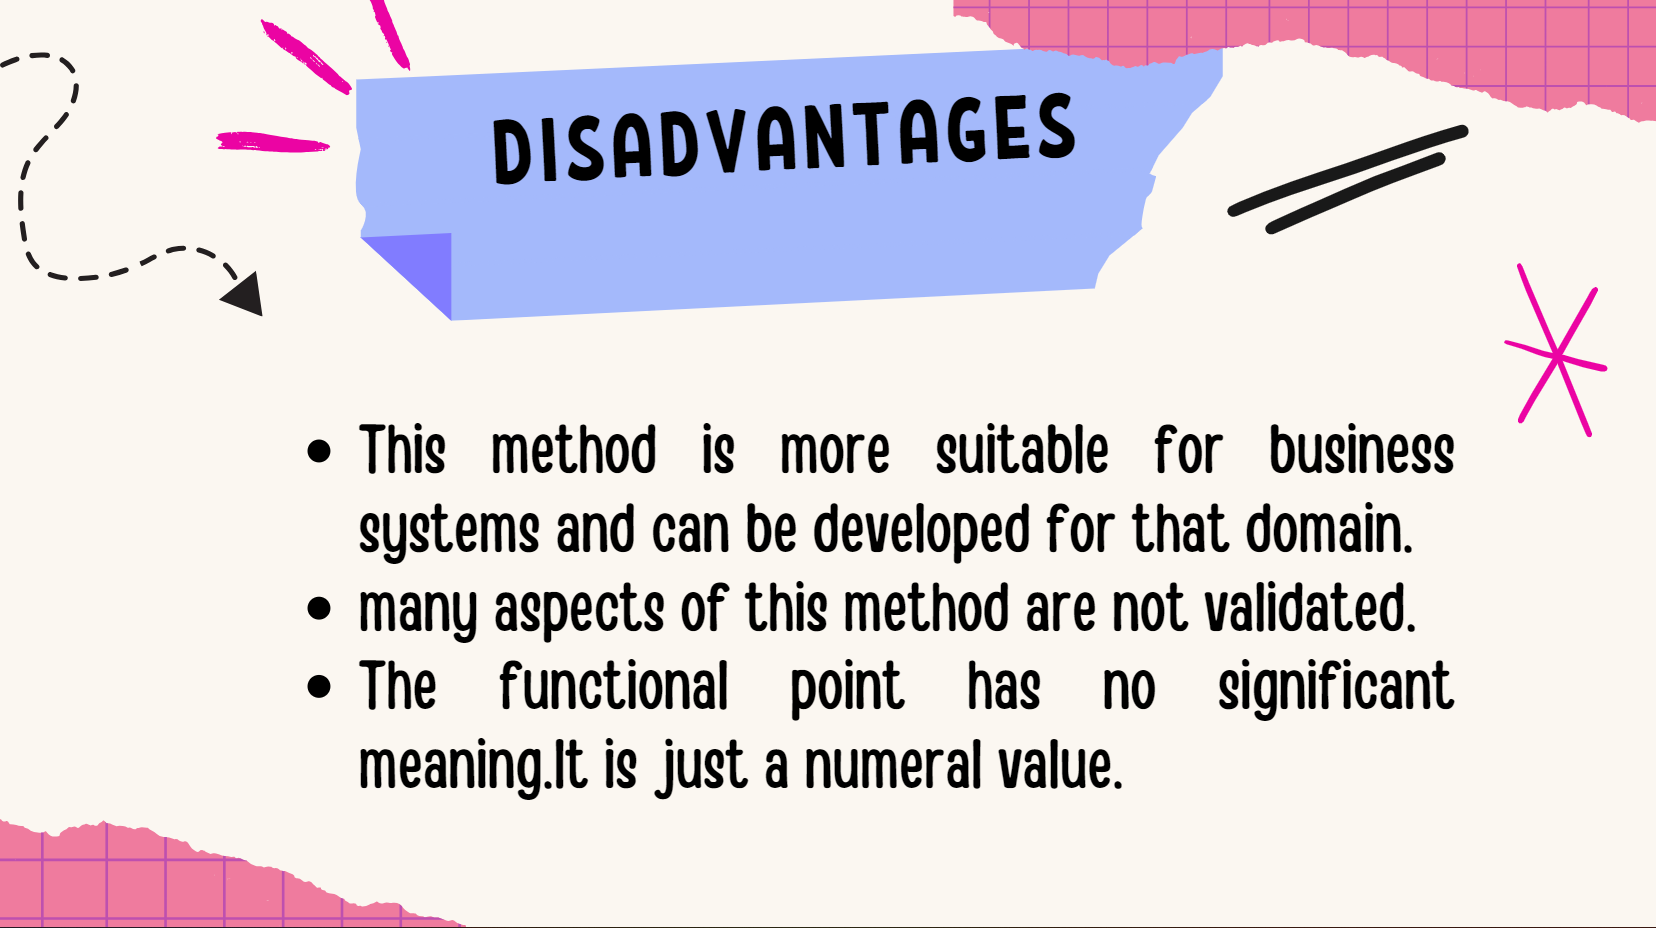 DISADVANTAGES
• This method is more suitable for business
systems and can be developed for that domain.
• many aspects of this method are not validated.
• The functional point has no significant
meaning.It is just a numeral value.